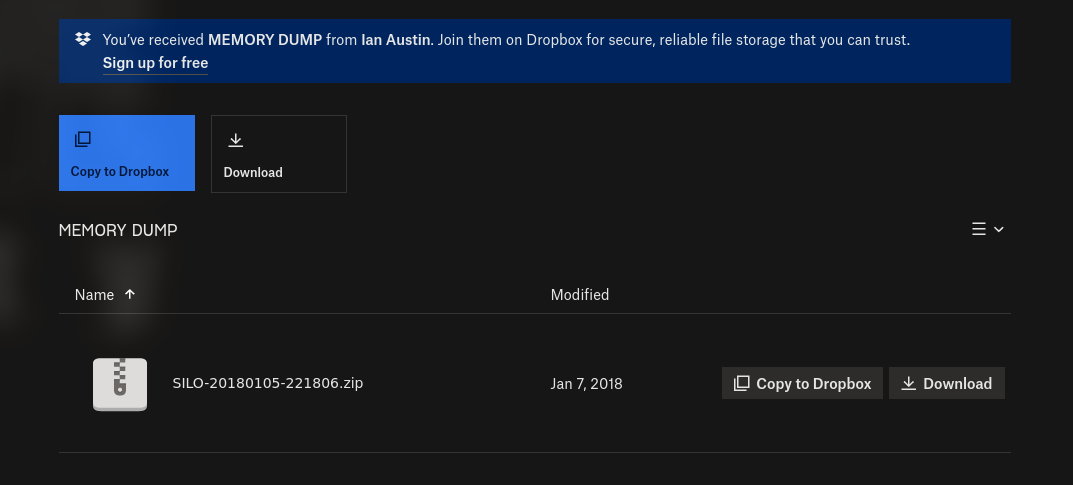 You've received MEMORY DUMP from Ian Austin. Join them on Dropbox for secure, reliable file storage that you can trust.
Sign up for free
Copy to Dropbox
Download
MEMORY DUMP
Name
Modified
SILO-20180105-221806.zip
Jan 7, 2018
Copy to Dropbox
Download